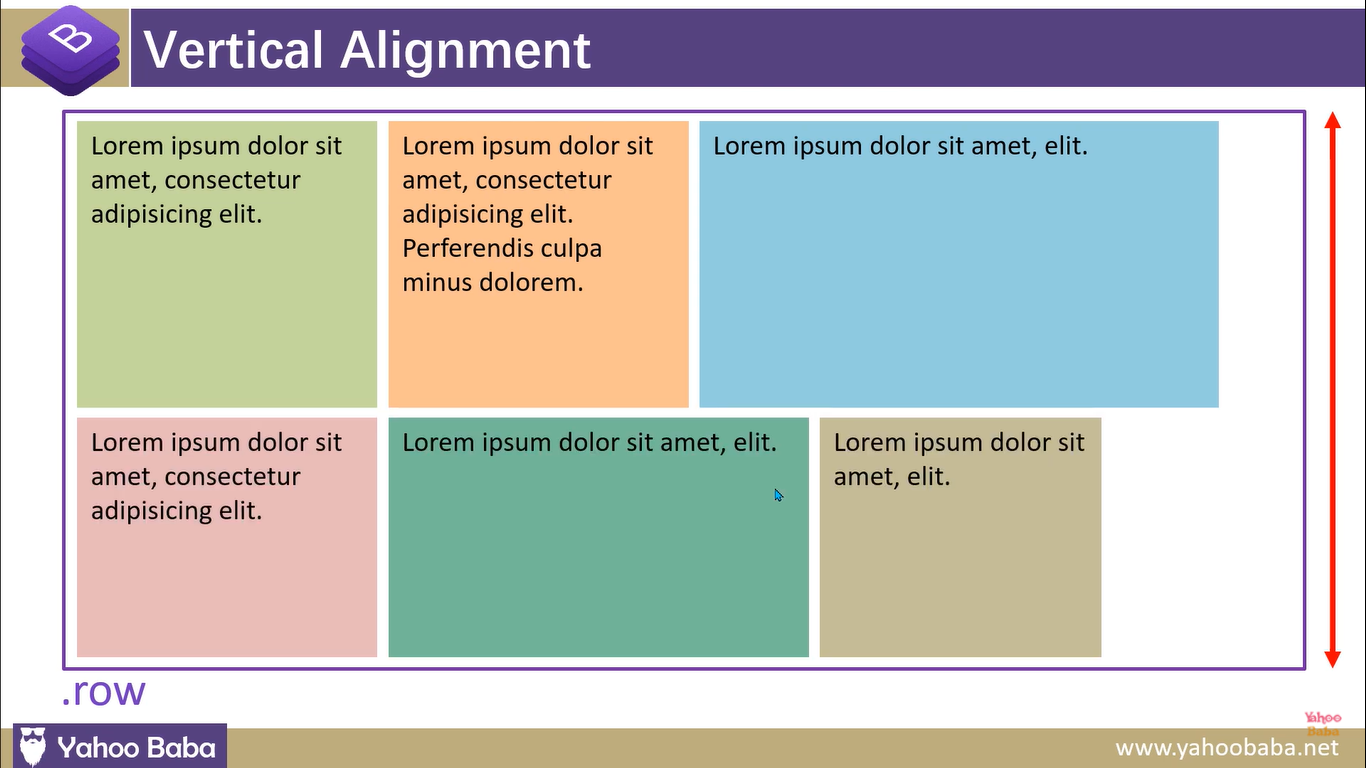 B
Vertical Alignment
Lorem ipsum dolor sit
amet, consectetur
adipisicing elit.
Lorem ipsum dolor sit
amet, consectetur
adipisicing elit.
Perferendis culpa
minus dolorem.
Lorem ipsum dolor sit amet, elit.
Lorem ipsum dolor sit
amet, consectetur
adipisicing elit.
Lorem ipsum dolor sit amet, elit.
Lorem ipsum dolor sit
amet, elit.
.row
Yahoo Baba
Yahoo
Baba
www.yahoobaba.net